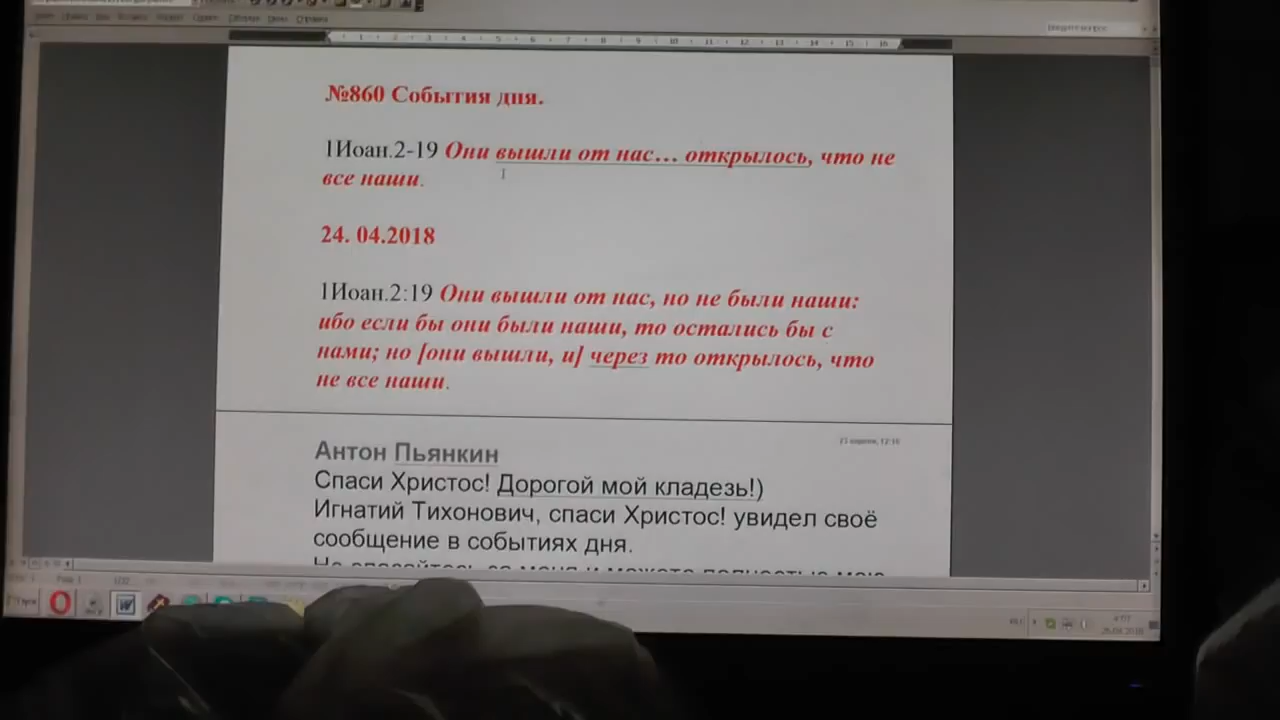 №860 События дня.
1Иоан.2-19 Они вышли от нас... открылось, что не
все наши.
24. 04.2018
1Иоан.2:19 Они вышли от нас, но не были наши:
ибо если бы они были наши, то остались бы с
нами; но [они вышли, и] через то открылось, что
не все наши.
Антон Пьянкин
Спаси Христос! Дорогой мой кладезь!)
Игнатий Тихонович, спаси Христос! увидел своё
сообщение в событиях дня.